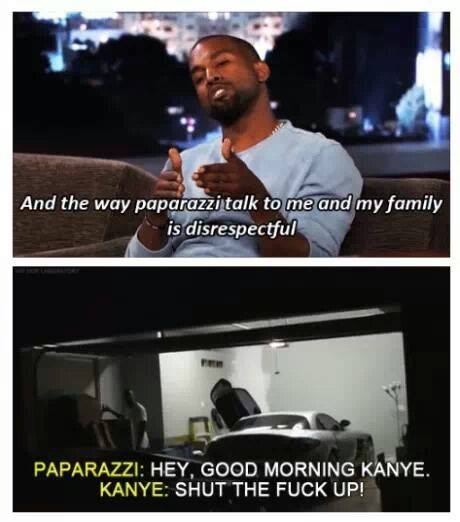 And the way paparazzi talk to me and my family
is disrespectful
PAPARAZZI: HEY, GOOD MORNING KANYE.
KANYE: SHUT THE FUCK UP!